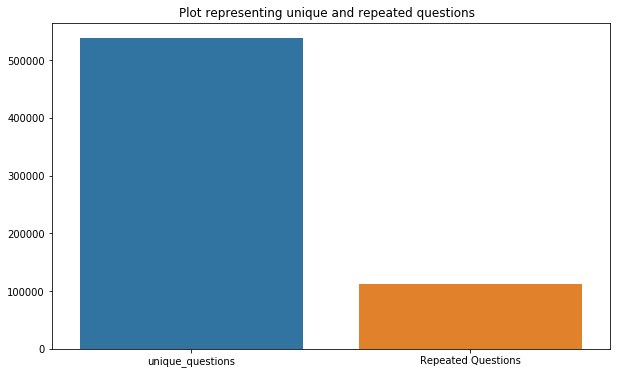 Plot representing unique and repeated questions
500000
400000
300000
200000
100000
0
unique_questions
Repeated Questions